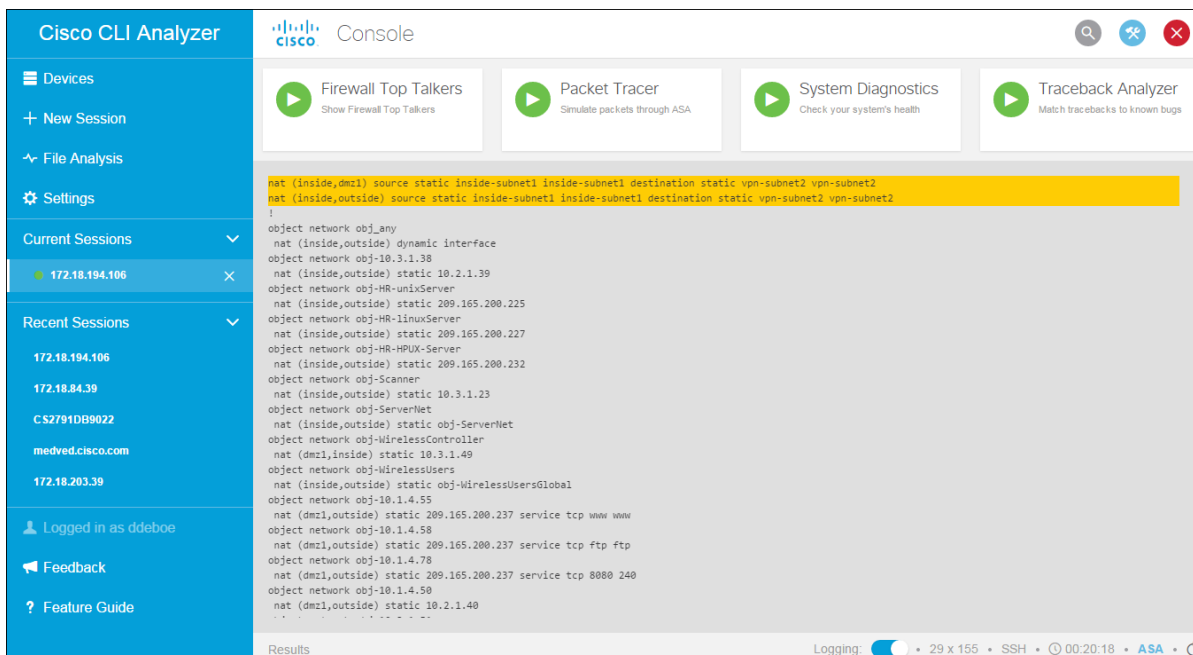 Cisco CLI Analyzer
Devices
New Session
File Analysis
Settings
Current Sessions
172.18.194.106
Recent Sessions
172.18.194.106
172.18.84.39
CS2791DB9022
medved.cisco.com
172.18.203.39
Logged in as ddeboe
Feedback
? Feature Guide
CISCO
Console
Firewall Top Talkers
Show Firewall Top Talkers
Packet Tracer
Simulate packets through ASA
System Diagnostics
Check your system's health
Traceback Analyzer
Match tracebacks to known bugs
nat (inside,dmz1) source static inside-subnet1 inside-subnet1 destination static vpn-subnet2 vpn-subnet2
nat (inside,outside) source static inside-subnet1 inside-subnet1 destination static vpn-subnet2 vpn-subnet2
!
object network obj_any
nat (inside,outside) dynamic interface
object network obj-10.3.1.38
nat (inside,outside) static 10.2.1.39
object network obj-HR-unixServer
nat (inside,outside) static 209.165.200.225
object network obj-HR-linuxServer
nat (inside,outside) static 209.165.200.227
object network obj-HR-HPUX-Server
nat (inside,outside) static 209.165.200.232
object network obj-Scanner
nat (inside,outside) static 10.3.1.23
object network obj-ServerNet
nat (inside,outside) static obj-ServerNet
object network obj-WirelessController
nat (dmz1,inside) static 10.3.1.49
object network obj-WirelessUsers
nat (inside,outside) static obj-WirelessUsersGlobal
object network obj-10.1.4.55
nat (dmz1,outside) static 209.165.200.237 service tcp www www
object network obj-10.1.4.58
nat (dmz1,outside) static 209.165.200.237 service tcp ftp ftp
object network obj-10.1.4.78
nat (dmz1,outside) static 209.165.200.237 service tcp 8080 240
object network obj-10.1.4.50
nat (dmz1,outside) static 10.2.1.40
Results
Logging: • 29 x 155 • SSH • 00:20:18 • ASA •